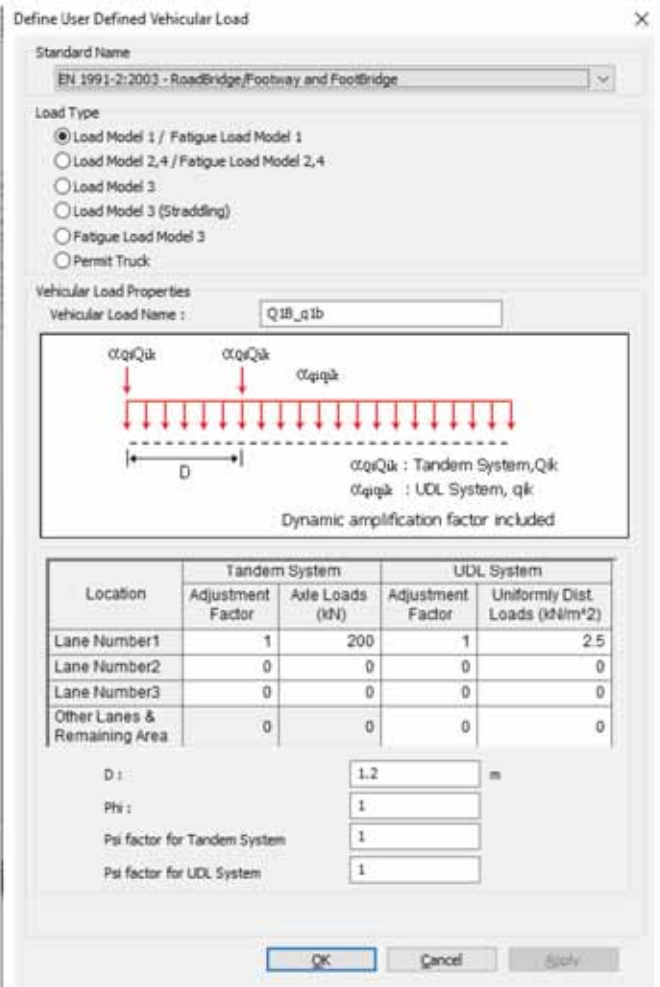 Define User Defined Vehicular Load
Standard Name
EN 1991-2:2003 - RoadBridge/Footway and FootBridge
Load Type
Load Model 1 / Fatigue Load Model 1
Load Model 2,4 / Fatigue Load Model 2,4
Load Model 3
Load Model 3 (Straddling)
Fatigue Load Model 3
Permit Truck
Vehicular Load Properties
Vehicular Load Name : Q1B_q1b
αQiQik αQiQik
αqiqik
D
αQiQik : Tandem System,Qik
αqiqik : UDL System, qik
Dynamic amplification factor included
Location Tandem System UDL System
Adjustment Factor Axle Loads (kN) Adjustment Factor Uniformly Dist. Loads (kN/m^2)
Lane Number1 1 200 1 2.5
Lane Number2 0 0 0 0
Lane Number3 0 0 0 0
Other Lanes & Remaining Area 0 0 0 0
D : 1.2 m
Phi : 1
Psi factor for Tandem System 1
Psi factor for UDL System 1
OK Cancel Apply